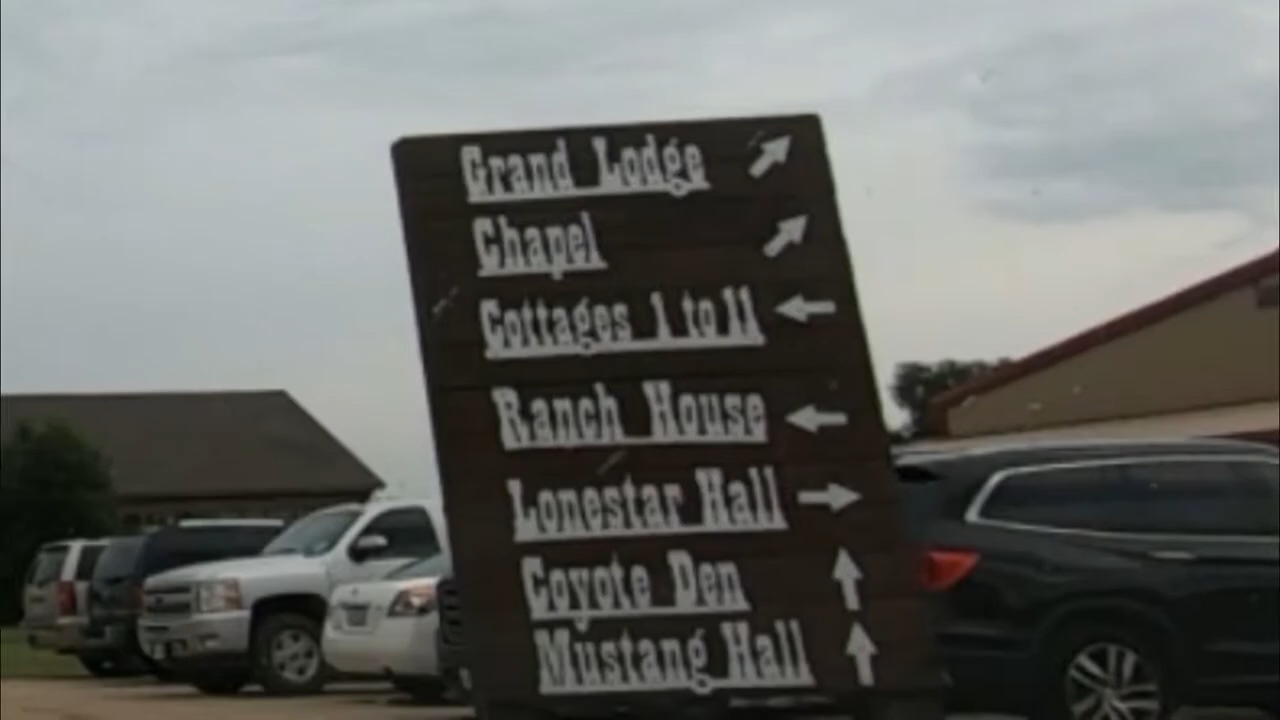 Grand Lodge
Chapel
Cottages 1 to 11
Ranch House
Lonestar Hall
Coyote Den
Mustang Hall